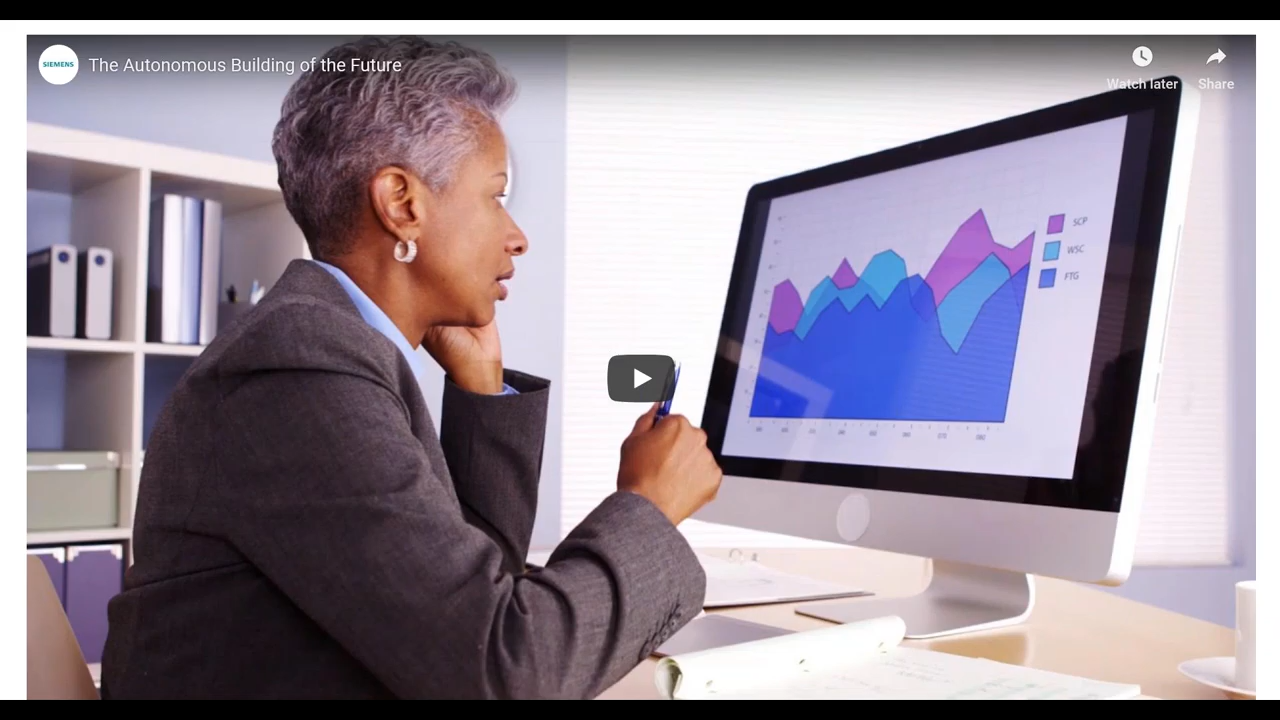 SIEMENS
The Autonomous Building of the Future
Watch later
Share
SCP
WSC
FTG